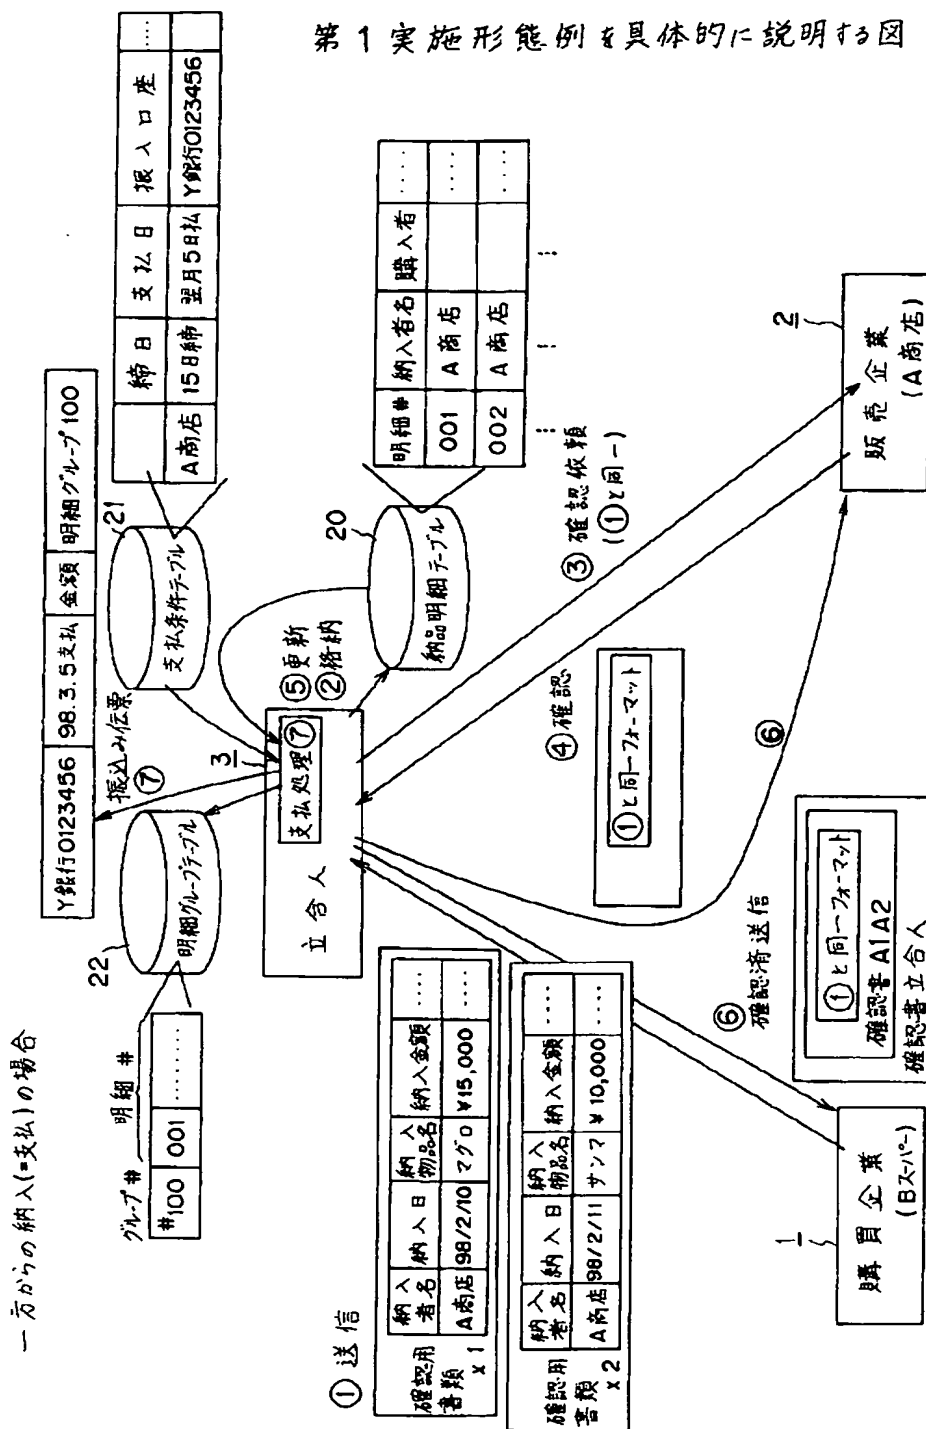 第1実施形態例を具体的に説明する図
一方からの納入(=支払)の場合
Y銀行0123456 98.3.5支払 金額 明細グループ100
振込み伝票
⑦
締日 支払日 振入口座 ....
A商店 15日締 翌月5日払 Y銀行0123456
21
支払条件テーブル
22
明細グループテーブル
グループ# 明細#
#100 001 ........
3
支払処理⑦
立合人
⑤更新
②格納
20
納品明細テーブル
明細# 納入者名 購入者 ....
001 A商店 ....
002 A商店 ....
⋮ ⋮ ⋮
①送信
確認用書類 x1
納入者名 納入日 納入物品名 納入金額 ....
A商店 98/2/10 マグロ ¥15,000 ....
確認用書類 x2
納入者名 納入日 納入物品名 納入金額 ....
A商店 98/2/11 サンマ ¥10,000 ....
③確認依頼
(①と同一)
④確認
①と同一フォーマット
⑥
⑥
確認済送信
①と同一フォーマット
確認書A1A2
確認書立合人
1
購買企業
(Bスーパー)
2
販売企業
(A商店)